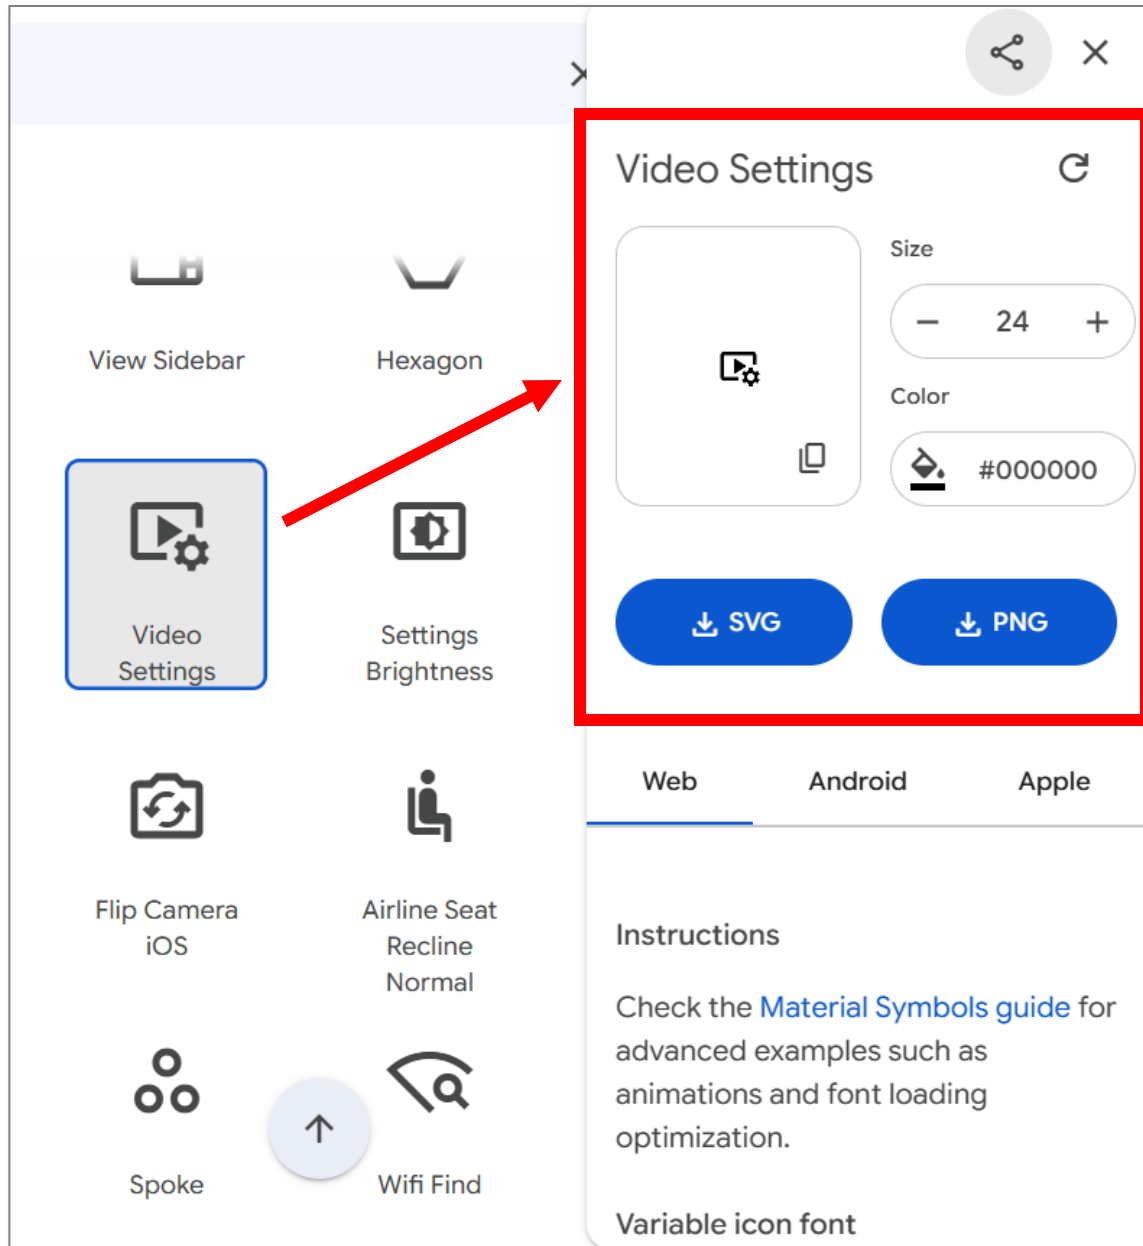 View Sidebar
Hexagon
Video
Settings
Settings
Brightness
Flip Camera
iOS
Airline Seat
Recline
Normal
Spoke
Wifi Find
Video Settings
Size
24
Color
#000000
SVG
PNG
Web
Android
Apple
Instructions
Check the Material Symbols guide for
advanced examples such as
animations and font loading
optimization.
Variable icon font